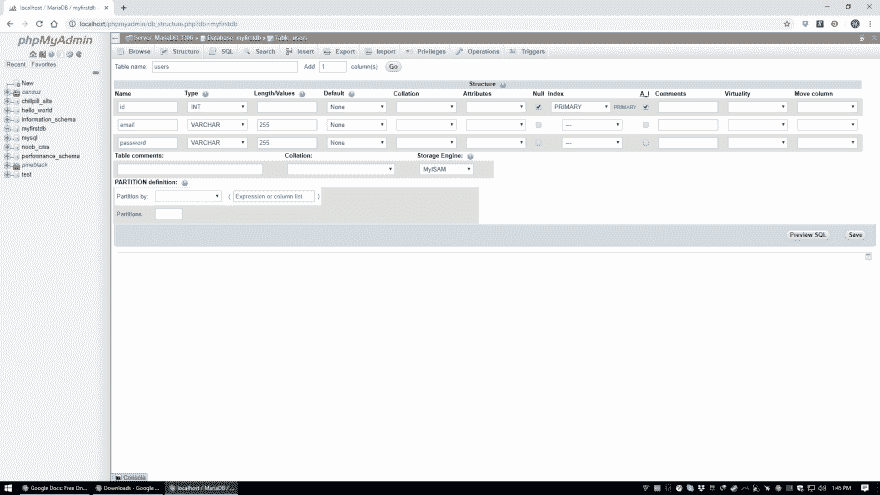 localhost / MariaDB / myfirstdb
localhost/phpmyadmin/db_structure.php?db=myfirstdb
phpMyAdmin
Recent Favorites
New
chillipll_site
hello_world
information_schema
myfirstdb
mysql
noob_cms
performance_schema
test
Server: MariaDB:3306 » Database: myfirstdb » Table: users
Browse Structure SQL Search Insert Export Import Privileges Operations Triggers
Table name: users Add 1 column(s) Go
Structure
Name Type Length/Values Default Collation Attributes Null Index A_I Comments Virtuality Move column
id INT None PRIMARY PRIMARY
email VARCHAR 255 None ---
password VARCHAR 255 None ---
Table comments: Collation: Storage Engine:
MyISAM
PARTITION definition:
Partition by: ( Expression or column list )
Partitions:
Preview SQL Save
Console
Google Docs: Free On... Downloads - Google ... localhost / MariaDB /... 1:45 PM